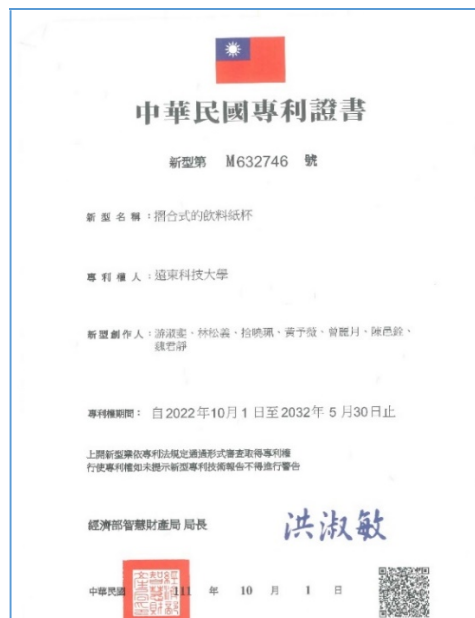 中華民國專利證書
新型第 M632746 號
新型名稱：摺合式的飲料紙杯
專利權人：遠東科技大學
新型創作人：游淑雯、林松義、拾曉珮、黃予薇、曾麗月、陳邑銓、
魏君靜
專利權期間： 自2022年10月1日至2032年 5月30日止
上開新型業依專利法規定通過形式審查取得專利權
行使專利權如未提示新型專利技術報告不得進行警告
經濟部智慧財產局 局長
洪淑敏
中華民國 111 年 10 月 1 日